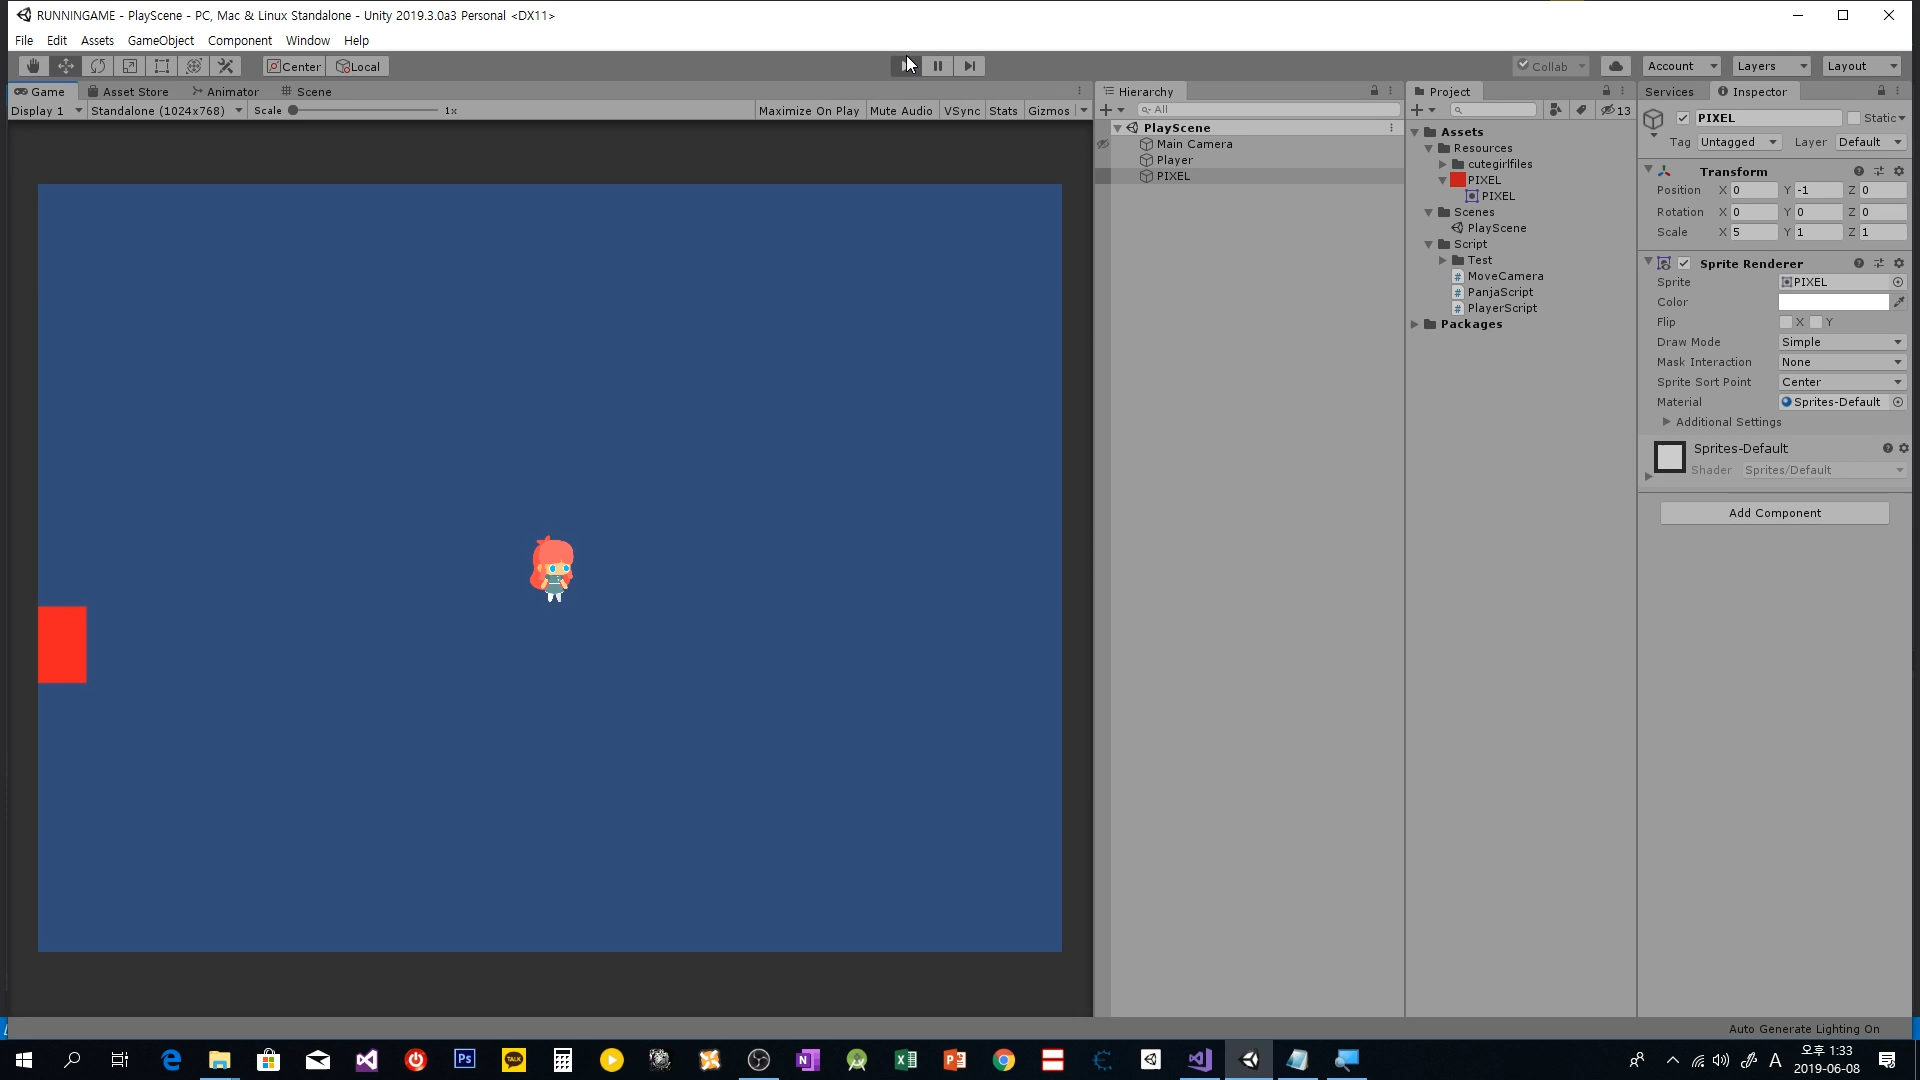 RUNNINGAME - PlayScene - PC, Mac & Linux Standalone - Unity 2019.3.0a3 Personal <DX11>
File Edit Assets GameObject Component Window Help
Center Local Collab Account Layers Layout
Game Asset Store Animator Scene
Display 1 Standalone (1024x768) Scale 1x Maximize On Play Mute Audio VSync Stats Gizmos
Hierarchy
All
PlayScene
Main Camera
Player
PIXEL
Project
13
Assets
Resources
cutegirlfiles
PIXEL
PIXEL
Scenes
PlayScene
Script
Test
MoveCamera
PanjaScript
PlayerScript
Packages
Services Inspector
PIXEL Static
Tag Untagged Layer Default
Transform
Position X 0 Y -1 Z 0
Rotation X 0 Y 0 Z 0
Scale X 5 Y 1 Z 1
Sprite Renderer
Sprite PIXEL
Color
Flip X Y
Draw Mode Simple
Mask Interaction None
Sprite Sort Point Center
Material Sprites-Default
Additional Settings
Sprites-Default
Shader Sprites/Default
Add Component
Auto Generate Lighting On
Ps TALK A 오후 1:33
2019-06-08